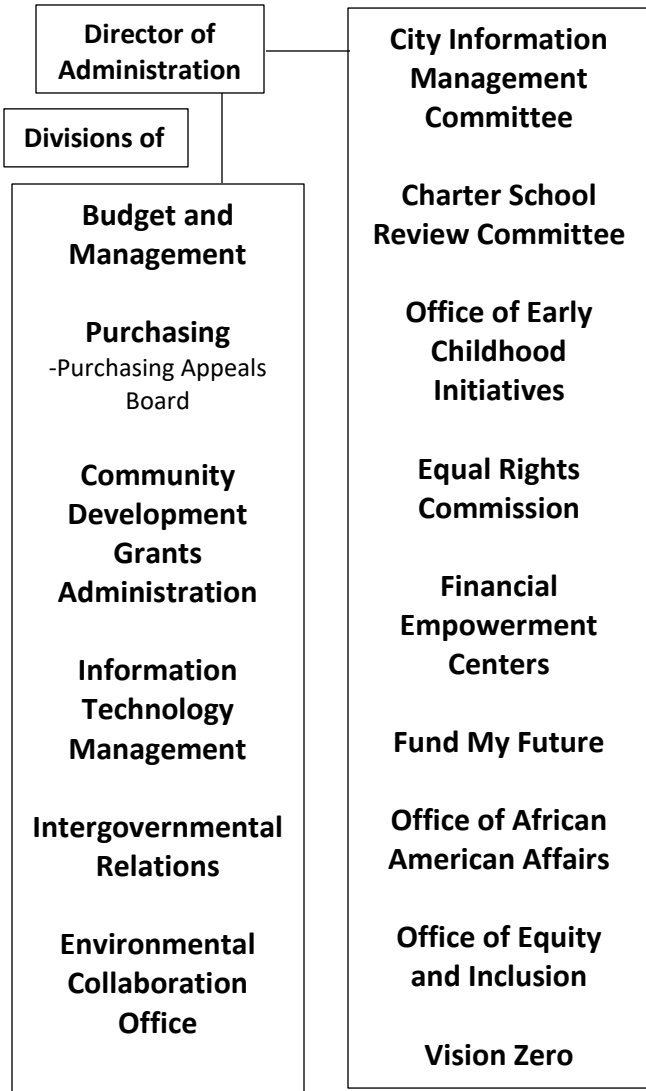 Director of
Administration
Divisions of
Budget and
Management
Purchasing
-Purchasing Appeals
Board
Community
Development
Grants
Administration
Information
Technology
Management
Intergovernmental
Relations
Environmental
Collaboration
Office
City Information
Management
Committee
Charter School
Review Committee
Office of Early
Childhood
Initiatives
Equal Rights
Commission
Financial
Empowerment
Centers
Fund My Future
Office of African
American Affairs
Office of Equity
and Inclusion
Vision Zero